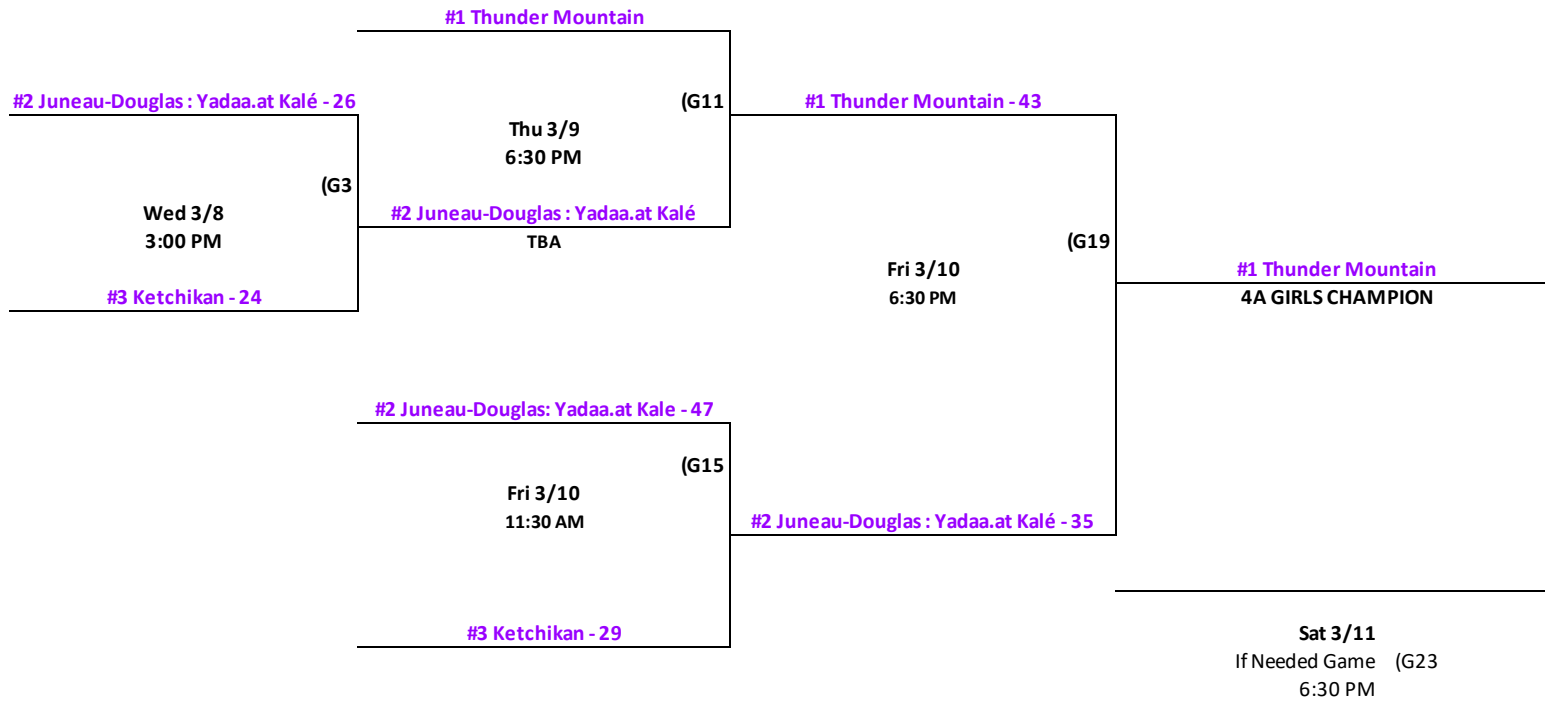 #1 Thunder Mountain
#2 Juneau-Douglas : Yadaa.at Kalé - 26
(G11
#1 Thunder Mountain - 43
Thu 3/9
6:30 PM
(G3
Wed 3/8
3:00 PM
#2 Juneau-Douglas : Yadaa.at Kalé
TBA
(G19
Fri 3/10
6:30 PM
#1 Thunder Mountain
4A GIRLS CHAMPION
#3 Ketchikan - 24
#2 Juneau-Douglas: Yadaa.at Kale - 47
(G15
Fri 3/10
11:30 AM
#2 Juneau-Douglas : Yadaa.at Kalé - 35
#3 Ketchikan - 29
Sat 3/11
If Needed Game (G23
6:30 PM